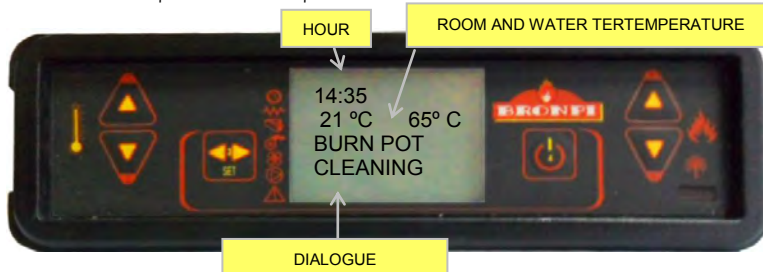 HOUR
ROOM AND WATER TERTEMPERATURE
14:35
21 ºC 65º C
BRONPI
BURN POT
CLEANING
SET
DIALOGUE